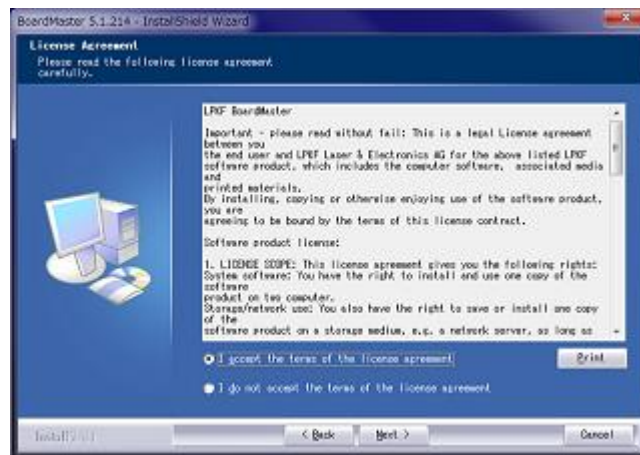 BoardMaster 5.1.214 - InstallShield Wizard
License Agreement
Please read the following license agreement
carefully.
LPKF BoardMaster
Important - please read without fail: This is a legal License agreement
between you
the end user and LPKF Laser & Electronics AG for the above listed LPKF
software product, which includes the computer software, associated media
and
printed materials.
By installing, copying or otherwise enjoying use of the software product,
you are
agreeing to be bound by the terms of this license contract.
Software product license:
1. LICENSE SCOPE: This license agreement gives you the following rights:
System software: You have the right to install and use one copy of the
software
product on two computer.
Storage/network use: You also have the right to save or install one copy
of the
software product on a storage medium, e.g. a network server, as long as
I accept the terms of the license agreement
Print
I do not accept the terms of the license agreement
InstallShield
< Back
Next >
Cancel